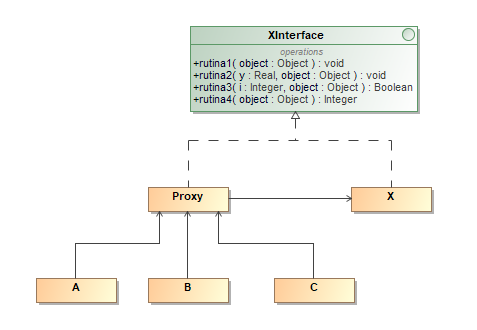 XInterface
operations
+rutina1( object : Object ) : void
+rutina2( y : Real, object : Object ) : void
+rutina3( i : Integer, object : Object ) : Boolean
+rutina4( object : Object ) : Integer
Proxy
X
A
B
C